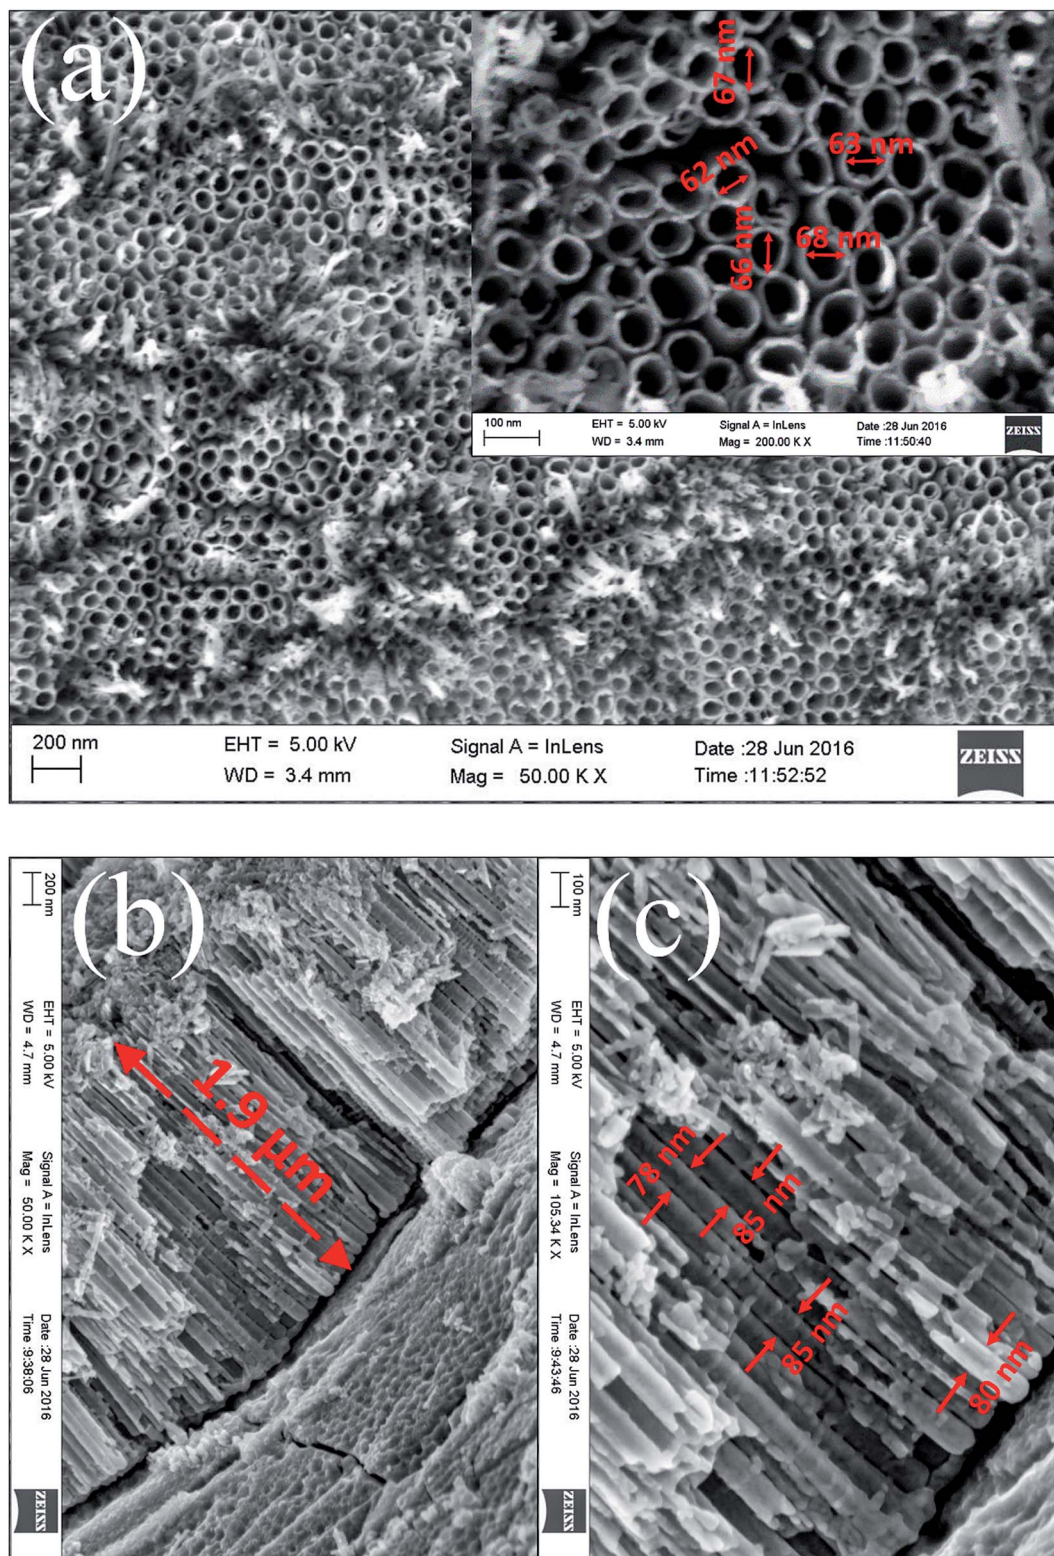 (a)
67 nm
63 nm
62 nm
66 nm
68 nm
100 nm
EHT = 5.00 kV
Signal A = InLens
Date :28 Jun 2016
WD = 3.4 mm
Mag = 200.00 K X
Time :11:50:40
ZEISS
200 nm
EHT = 5.00 kV
Signal A = InLens
Date :28 Jun 2016
WD = 3.4 mm
Mag = 50.00 K X
Time :11:52:52
ZEISS
(b)
1.9 µm
200 nm
EHT = 5.00 kV
Signal A = InLens
Date :28 Jun 2016
WD = 4.7 mm
Mag = 50.00 K X
Time :9:38:06
ZEISS
(c)
78 nm
85 nm
85 nm
80 nm
100 nm
EHT = 5.00 kV
Signal A = InLens
Date :28 Jun 2016
WD = 4.7 mm
Mag = 105.34 K X
Time :9:43:46
ZEISS